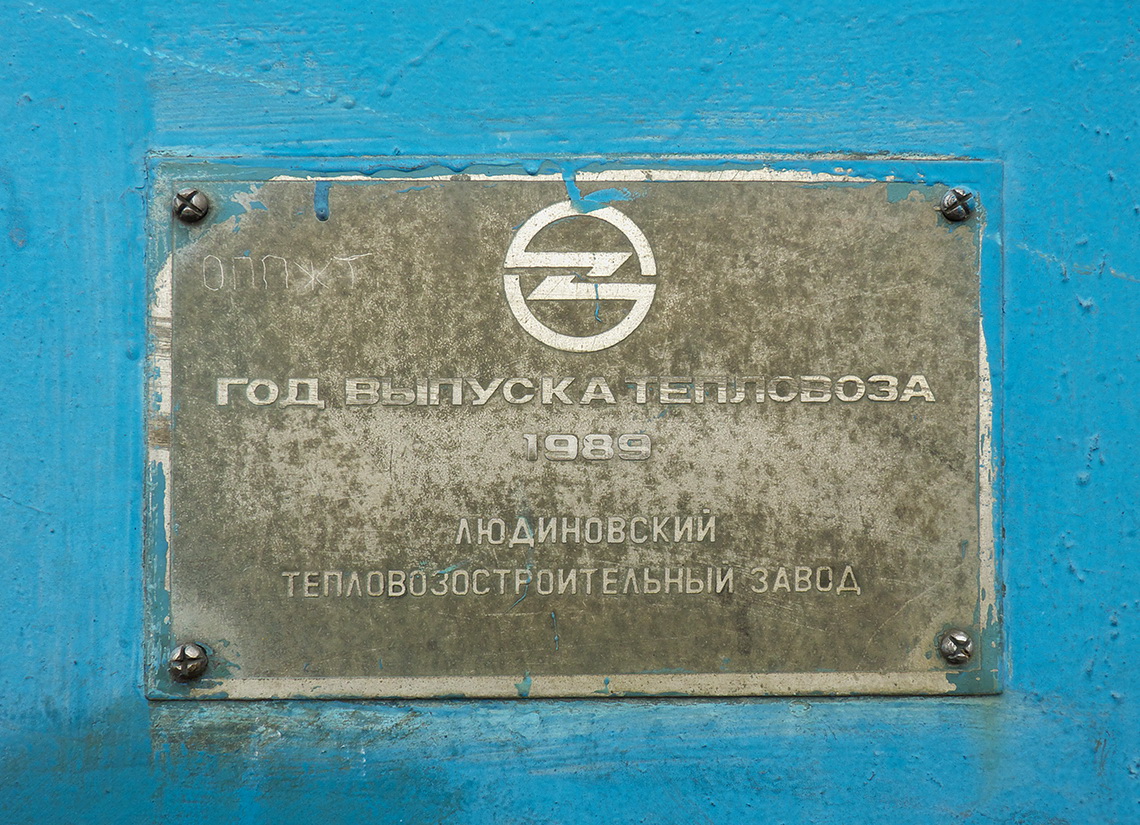 ОППЖТ
ГОД ВЫПУСКА ТЕПЛОВОЗА
1989
ЛЮДИНОВСКИЙ
ТЕПЛОВОЗОСТРОИТЕЛЬНЫЙ ЗАВОД